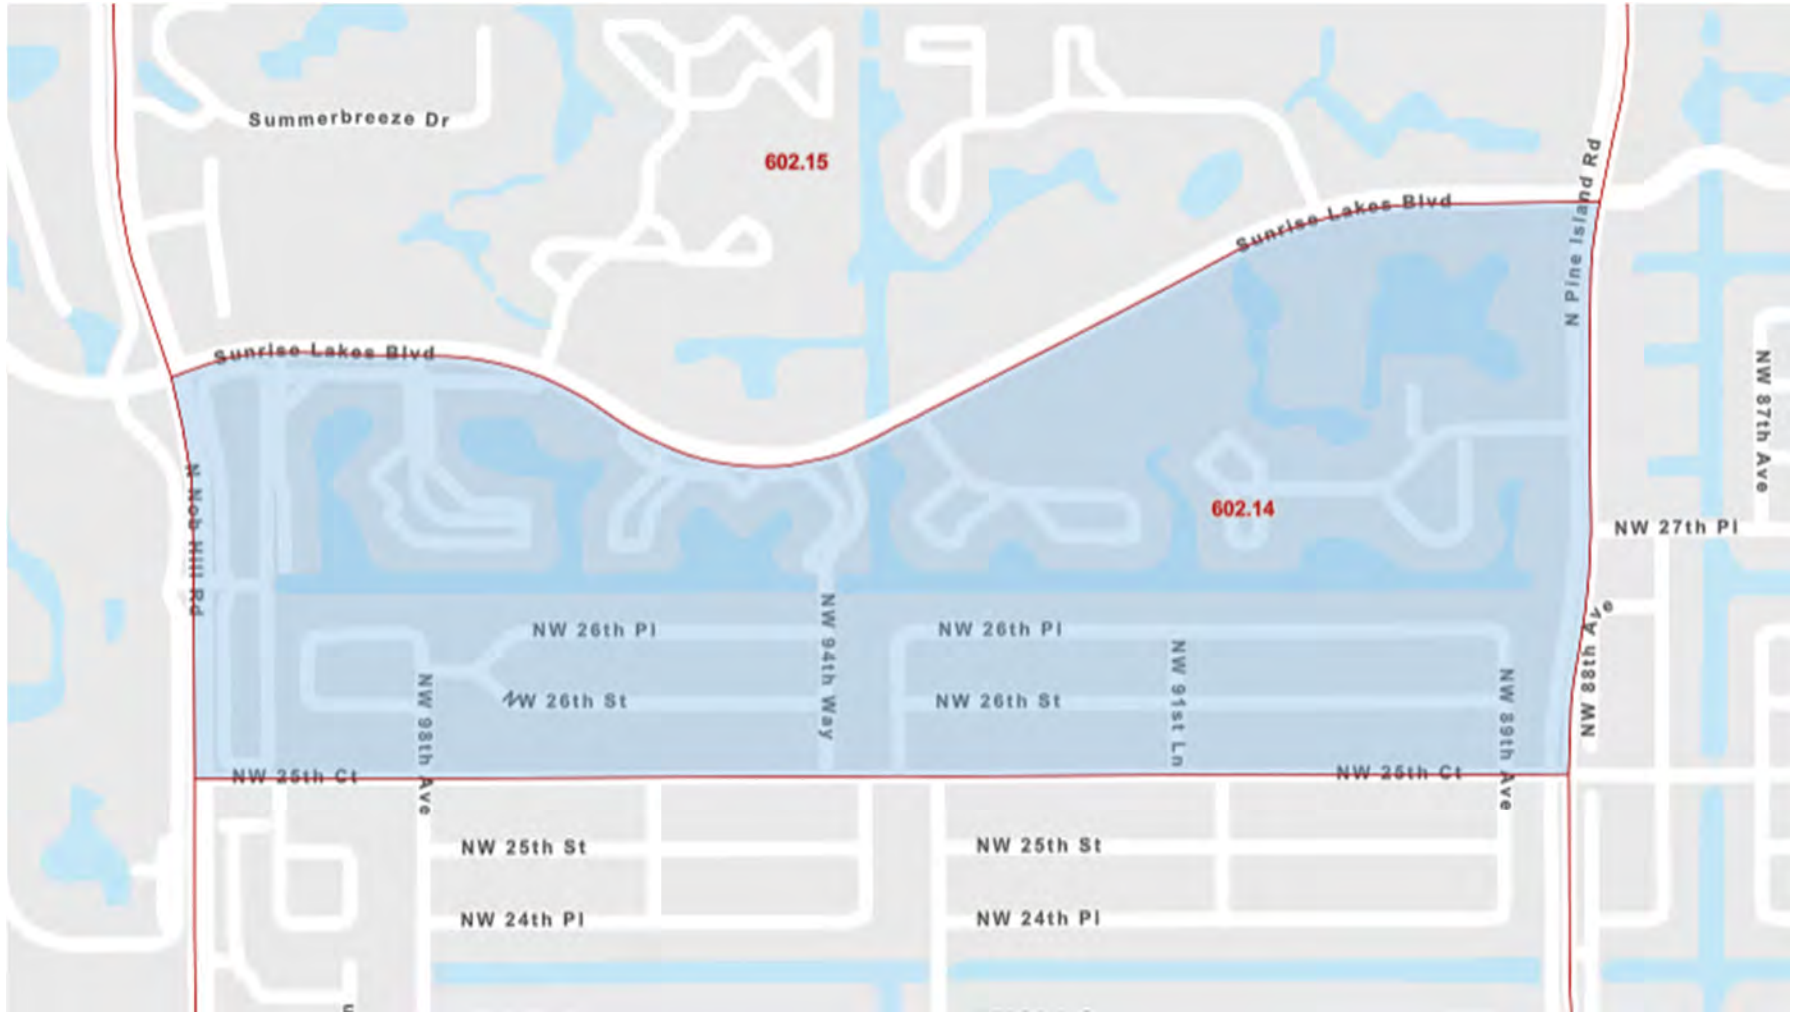 Summerbreeze Dr
602.15
N Pine Island Rd
Sunrise Lakes Blvd
Sunrise Lakes Blvd
NW 87th Ave
N Nob Hill Rd
602.14
NW 27th Pl
NW 88th Ave
NW 26th Pl
NW 94th Way
NW 26th Pl
NW 91st Ln
NW 98th Ave
NW 26th St
NW 26th St
NW 89th Ave
NW 25th Ct
NW 25th Ct
NW 25th St
NW 25th St
NW 24th Pl
NW 24th Pl